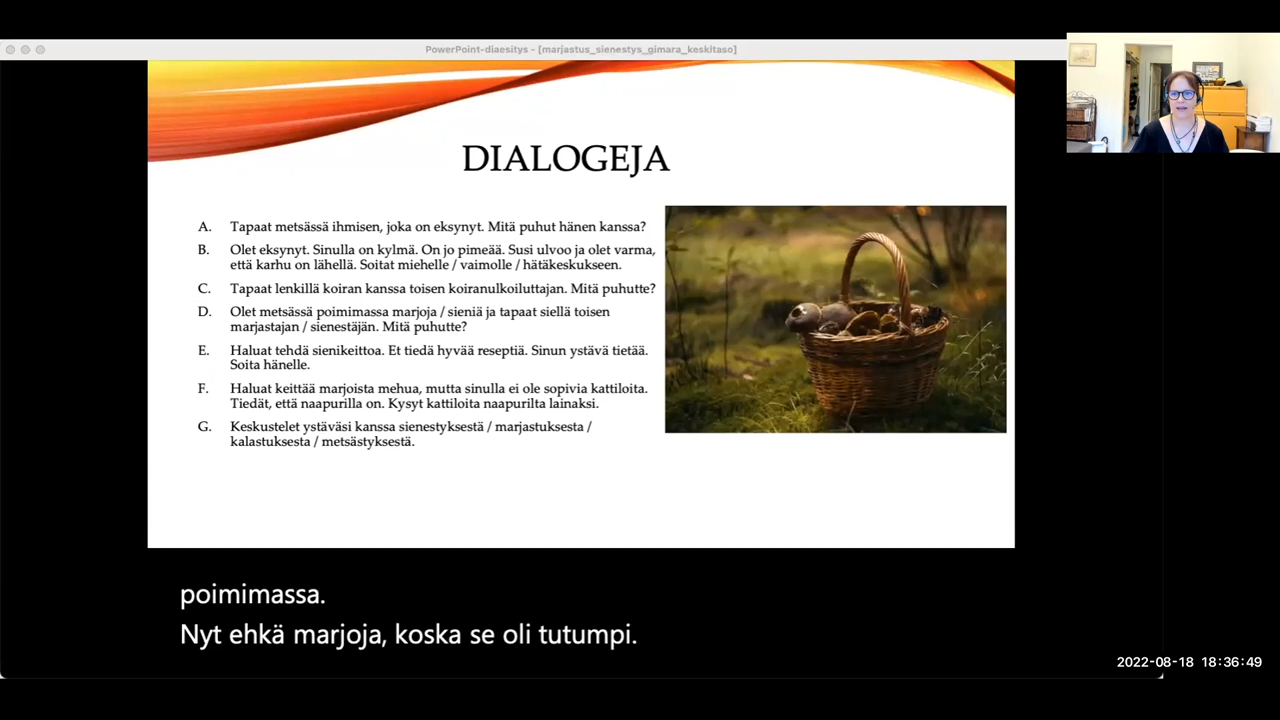 PowerPoint-diaesitys - [marjastus_sienestys_gimara_keskitaso]
DIALOGEJA
A. Tapaat metsässä ihmisen, joka on eksynyt. Mitä puhut hänen kanssa?
B. Olet eksynyt. Sinulla on kylmä. On jo pimeää. Susi ulvoo ja olet varma,
että karhu on lähellä. Soitat miehelle / vaimolle / hätäkeskukseen.
C. Tapaat lenkillä koiran kanssa toisen koiranulkoiluttajan. Mitä puhutte?
D. Olet metsässä poimimassa marjoja / sieniä ja tapaat siellä toisen
marjastajan / sienestäjän. Mitä puhutte?
E. Haluat tehdä sienikeittoa. Et tiedä hyvää reseptiä. Sinun ystävä tietää.
Soita hänelle.
F. Haluat keittää marjoista mehua, mutta sinulla ei ole sopivia kattiloita.
Tiedät, että naapurilla on. Kysyt kattiloita naapurilta lainaksi.
G. Keskustelet ystäväsi kanssa sienestyksestä / marjastuksesta /
kalastuksesta / metsästyksestä.
poimimassa.
Nyt ehkä marjoja, koska se oli tutumpi.
2022-08-18 18:36:49